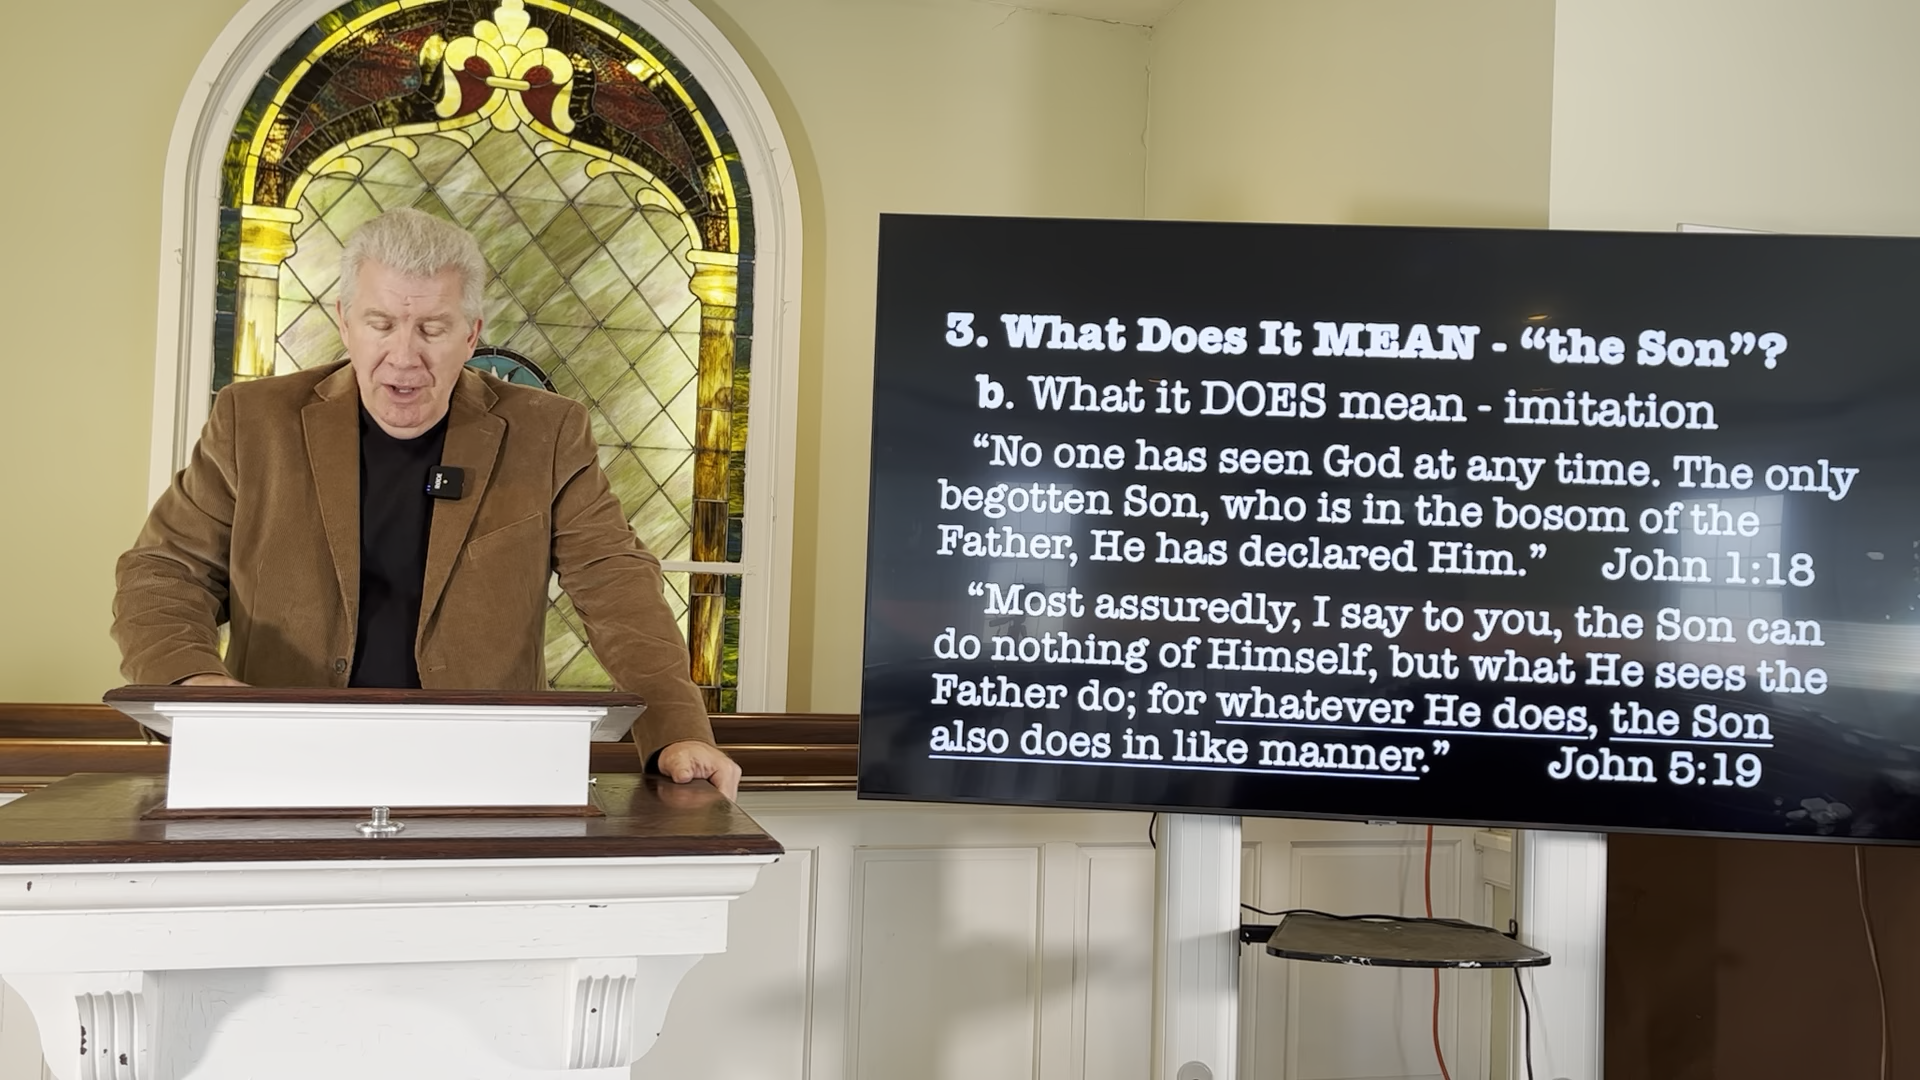 3. What Does It MEAN - “the Son”?
b. What it DOES mean - imitation
“No one has seen God at any time. The only
begotten Son, who is in the bosom of the
Father, He has declared Him.” John 1:18
“Most assuredly, I say to you, the Son can
do nothing of Himself, but what He sees the
Father do; for whatever He does, the Son
also does in like manner.” John 5:19
RODE